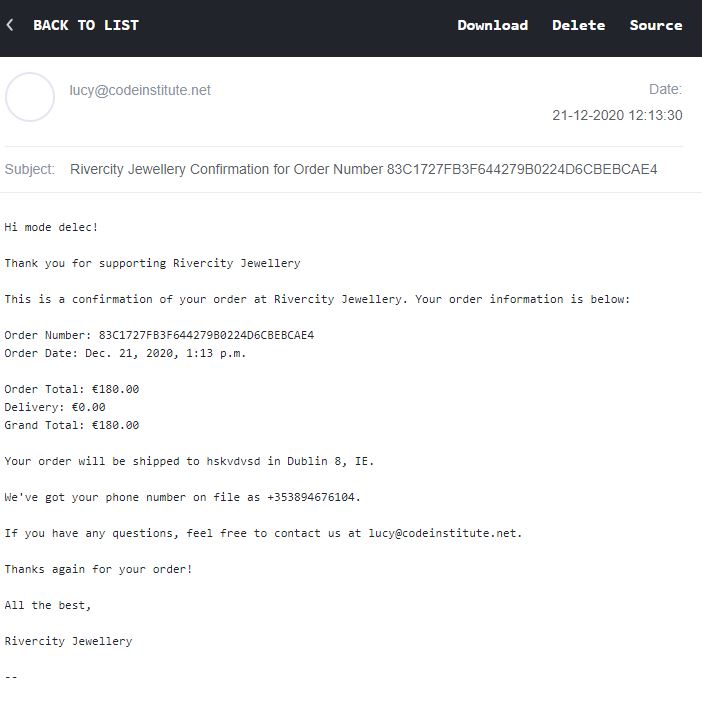 BACK TO LIST
Download Delete Source
lucy@codeinstitute.net
Date:
21-12-2020 12:13:30
Subject: Rivercity Jewellery Confirmation for Order Number 83C1727FB3F644279B0224D6CBEBCAE4
Hi mode delec!
Thank you for supporting Rivercity Jewellery
This is a confirmation of your order at Rivercity Jewellery. Your order information is below:
Order Number: 83C1727FB3F644279B0224D6CBEBCAE4
Order Date: Dec. 21, 2020, 1:13 p.m.
Order Total: €180.00
Delivery: €0.00
Grand Total: €180.00
Your order will be shipped to hskvdvsd in Dublin 8, IE.
We've got your phone number on file as +353894676104.
If you have any questions, feel free to contact us at lucy@codeinstitute.net.
Thanks again for your order!
All the best,
Rivercity Jewellery
--